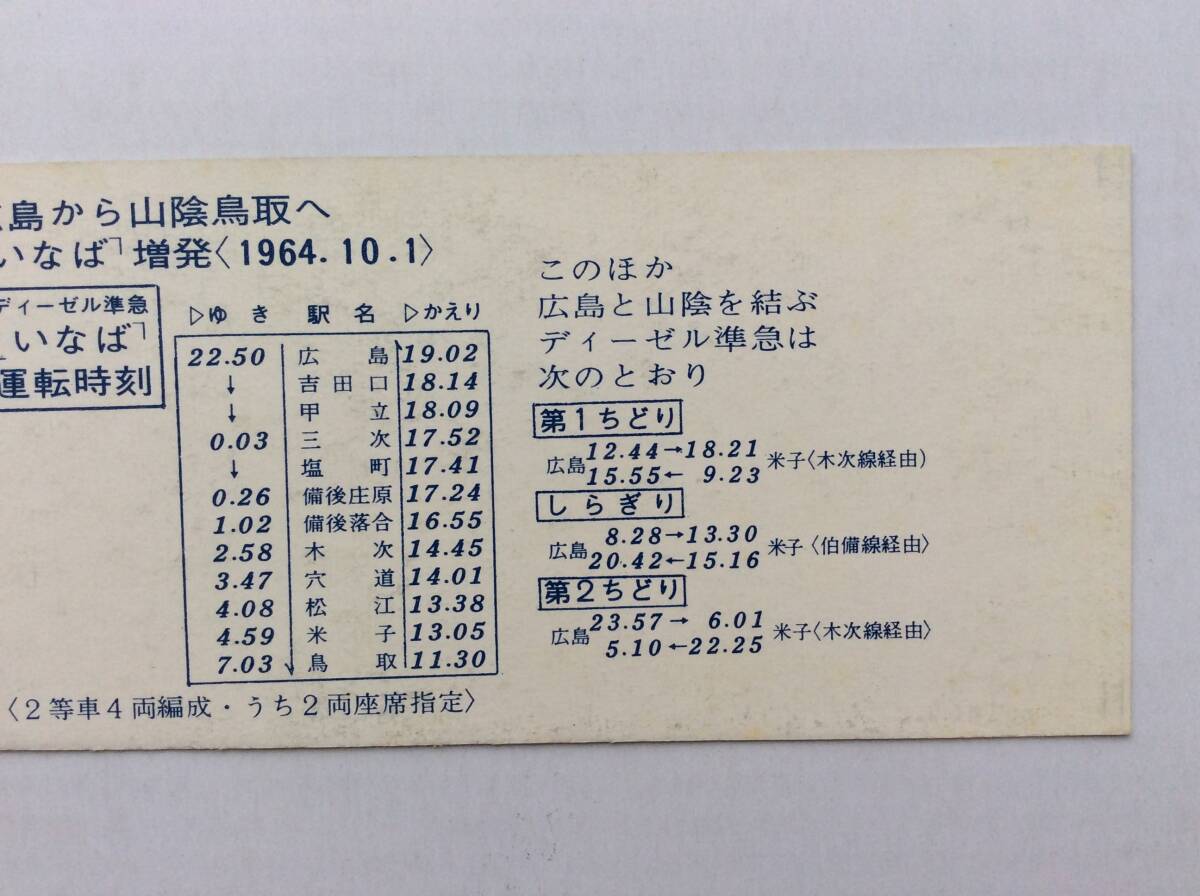 島から山陰鳥取へ
いなば」増発〈1964.10.1〉
ディーゼル準急
「いなば」
運転時刻
▷ゆき 駅名 ▷かえり
22.50 広島 19.02
↓ 吉田口 18.14
↓ 甲立 18.09
0.03 三次 17.52
↓ 塩町 17.41
0.26 備後庄原 17.24
1.02 備後落合 16.55
2.58 木次 14.45
3.47 穴道 14.01
4.08 松江 13.38
4.59 米子 13.05
7.03 鳥取 11.30
〈2等車4両編成・うち2両座席指定〉
このほか
広島と山陰を結ぶ
ディーゼル準急は
次のとおり
第1ちどり
広島 12.44→18.21 米子〈木次線経由〉
15.55← 9.23
しらぎり
広島 8.28→13.30 米子〈伯備線経由〉
20.42←15.16
第2ちどり
広島 23.57→ 6.01 米子〈木次線経由〉
5.10←22.25